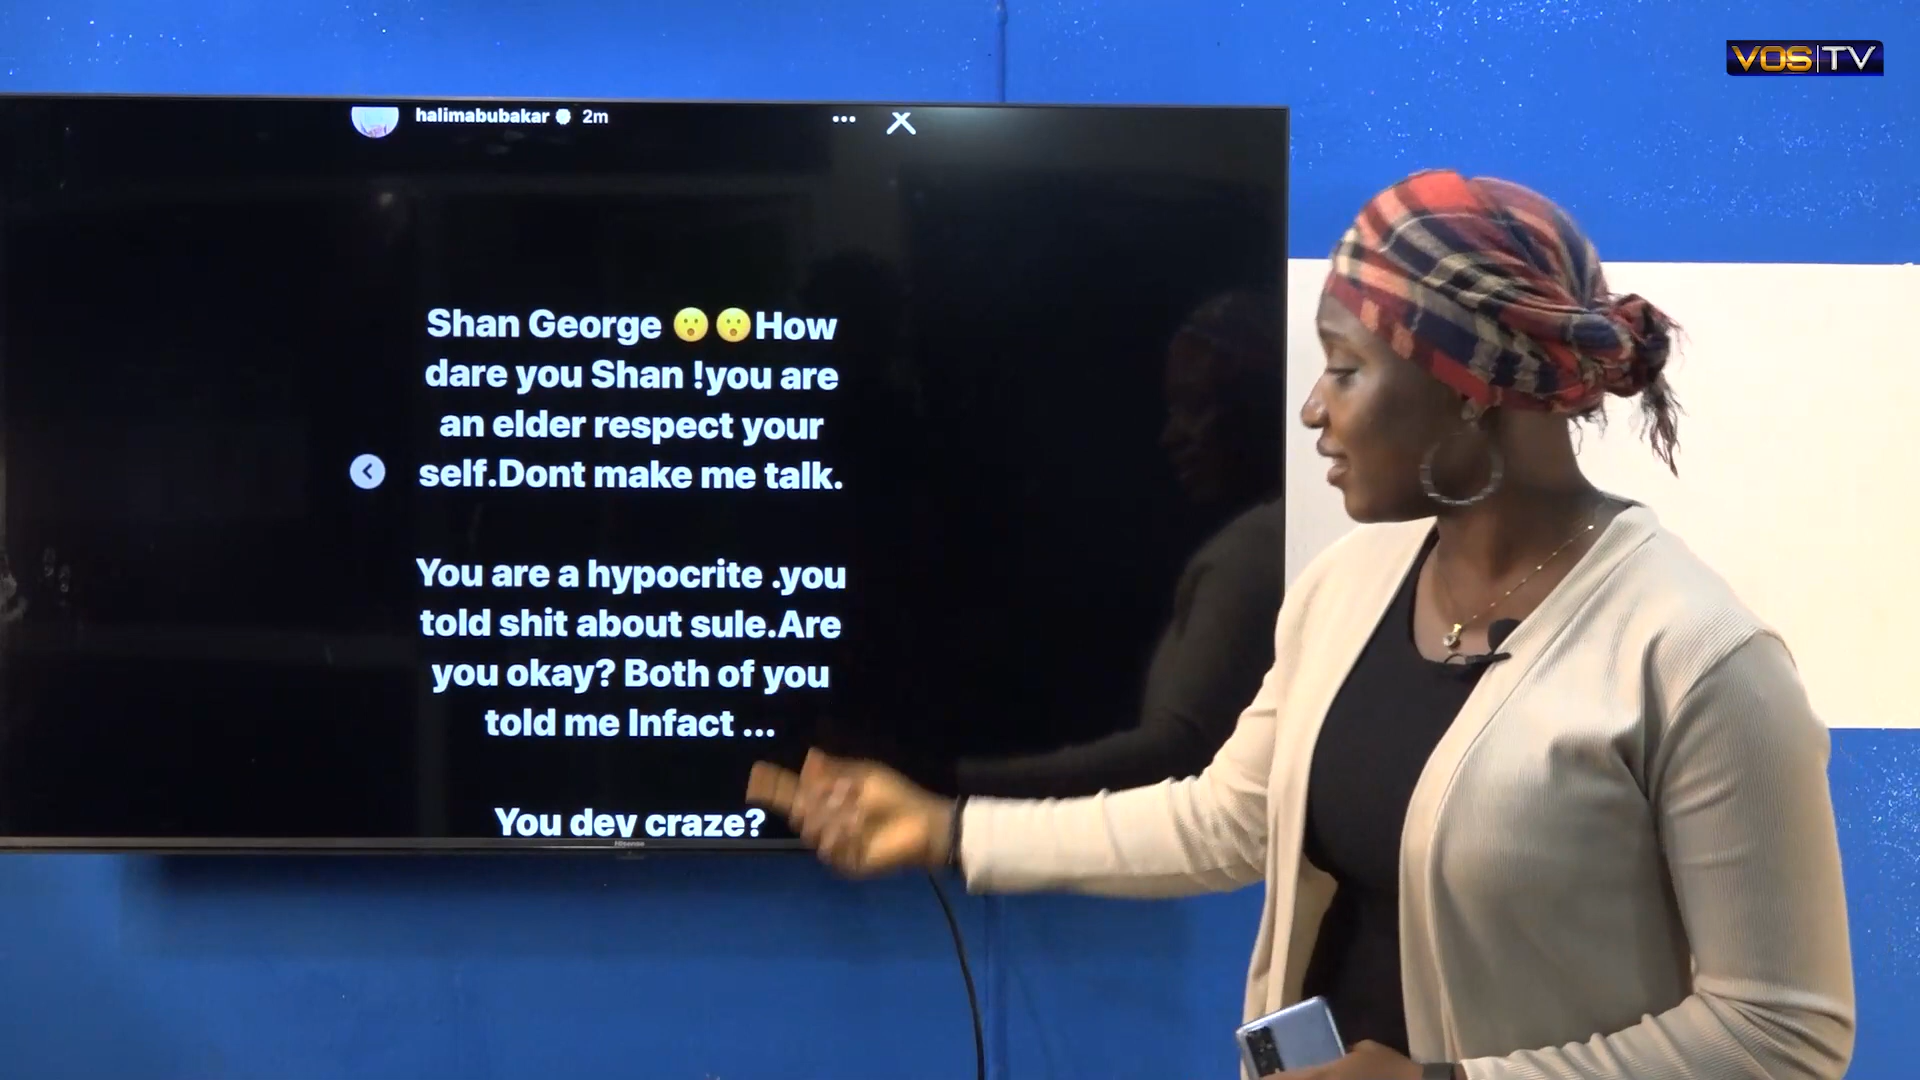 VOS|TV
halimabubakar 2m
Shan George 😮😮How
dare you Shan !you are
an elder respect your
self.Dont make me talk.
You are a hypocrite .you
told shit about sule.Are
you okay? Both of you
told me Infact ...
You dey craze?
Hisense